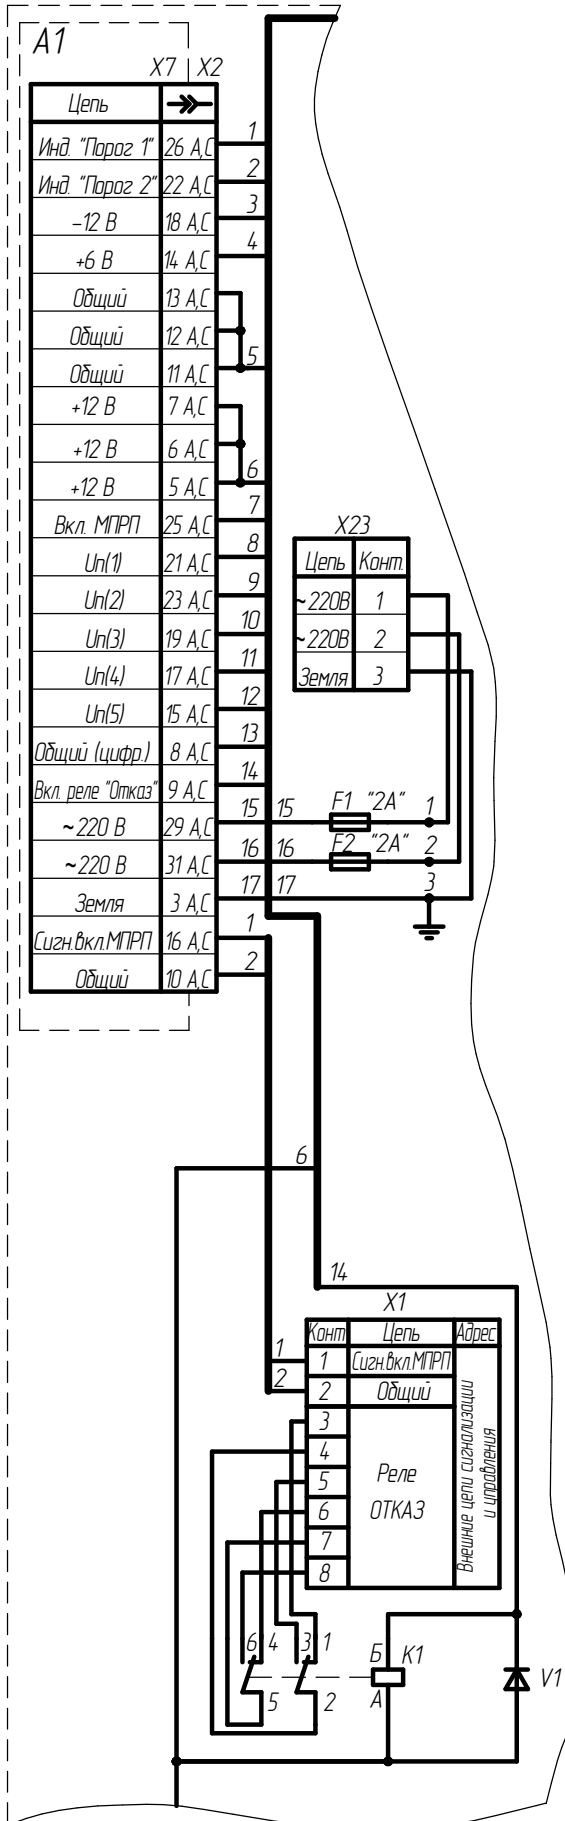 А1
Х7 Х2
Цепь
Инд. "Порог 1" 26 А,С 1
Инд. "Порог 2" 22 А,С 2
-12 В 18 А,С 3
+6 В 14 А,С 4
Общий 13 А,С
Общий 12 А,С
Общий 11 А,С 5
+12 В 7 А,С
+12 В 6 А,С
+12 В 5 А,С 6
Вкл. МПРП 25 А,С 7
Uп(1) 21 А,С 8
Uп(2) 23 А,С 9
Uп(3) 19 А,С 10
Uп(4) 17 А,С 11
Uп(5) 15 А,С 12
Общий (цифр.) 8 А,С 13
Вкл. реле "Отказ" 9 А,С 14
~220 В 29 А,С 15 15
~220 В 31 А,С 16 16
Земля 3 А,С 17 17
Сигн.вкл.МПРП 16 А,С 1
Общий 10 А,С 2
Х23
Цепь Конт.
~220В 1
~220В 2
Земля 3
F1 "2А" 1
F2 "2А" 2
3
6
14
Х1
Конт Цепь Адрес
1 1 Сигн.вкл.МПРП
2 2 Общий
3
4
5
6
7
8
Реле
ОТКАЗ
Внешние цепи сигнализации
и управления
6 4 3 1
5 2
Б К1
А
V1